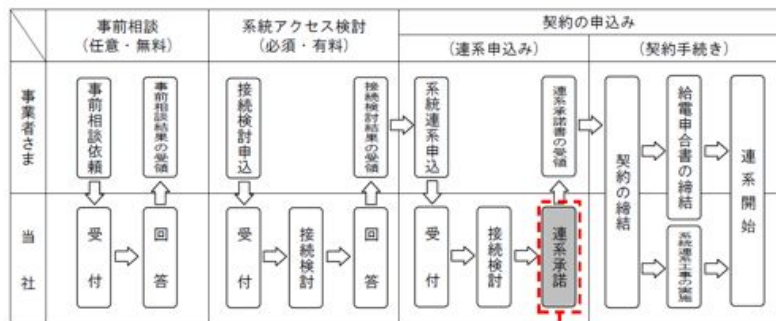 事前相談
（任意・無料）
系統アクセス検討
（必須・有料）
契約の申込み
（連系申込み）
（契約手続き）
事業者さま
事前相談依頼
事前相談結果の受領
接続検討申込
接続検討結果の受領
系統連系申込
連系承諾書の受領
契約の締結
給電申合書の締結
連系開始
当社
受付
回答
受付
接続検討
回答
受付
接続検討
連系承諾
系統連系工事の実施